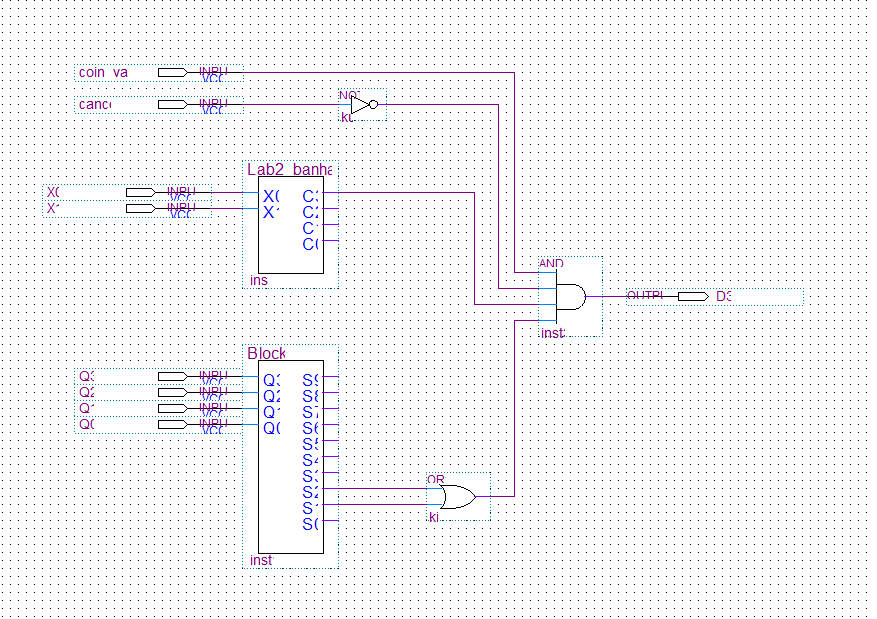 coin_va INPU VCC
cance INPU VCC
NOT
Lab2_banha
X0 INPU VCC X0 C3
X1 INPU VCC X1 C2
C1
C0
ins
AND
OUTPU D3
inst
Block
Q3 INPU VCC Q3 S9
Q2 INPU VCC Q2 S8
Q1 INPU VCC Q1 S7
Q0 INPU VCC Q0 S6
S5
S4
S3
OR
S2
S1
ki
S0
inst